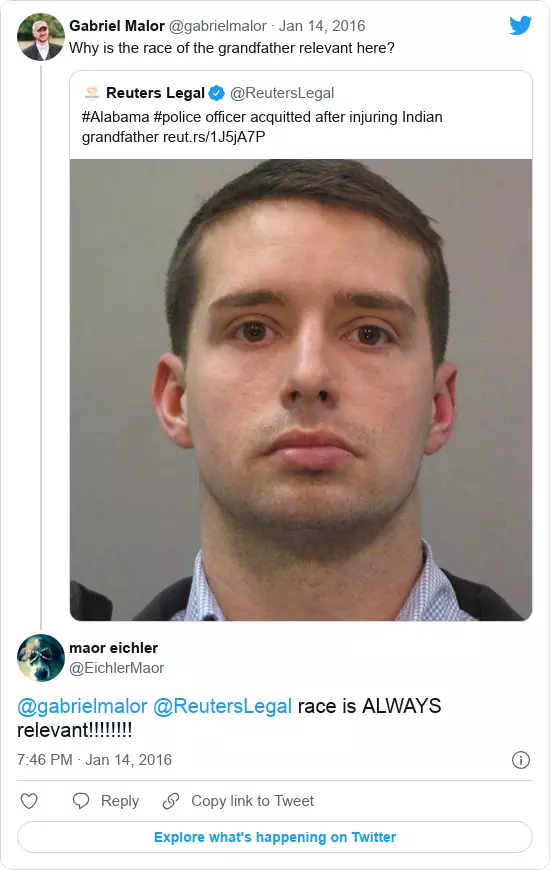 Gabriel Malor @gabrielmalor · Jan 14, 2016
Why is the race of the grandfather relevant here?
Reuters Legal @ReutersLegal
#Alabama #police officer acquitted after injuring Indian
grandfather reut.rs/1J5jA7P
maor eichler
@EichlerMaor
@gabrielmalor @ReutersLegal race is ALWAYS
relevant!!!!!!!!
7:46 PM · Jan 14, 2016
Reply Copy link to Tweet
Explore what's happening on Twitter